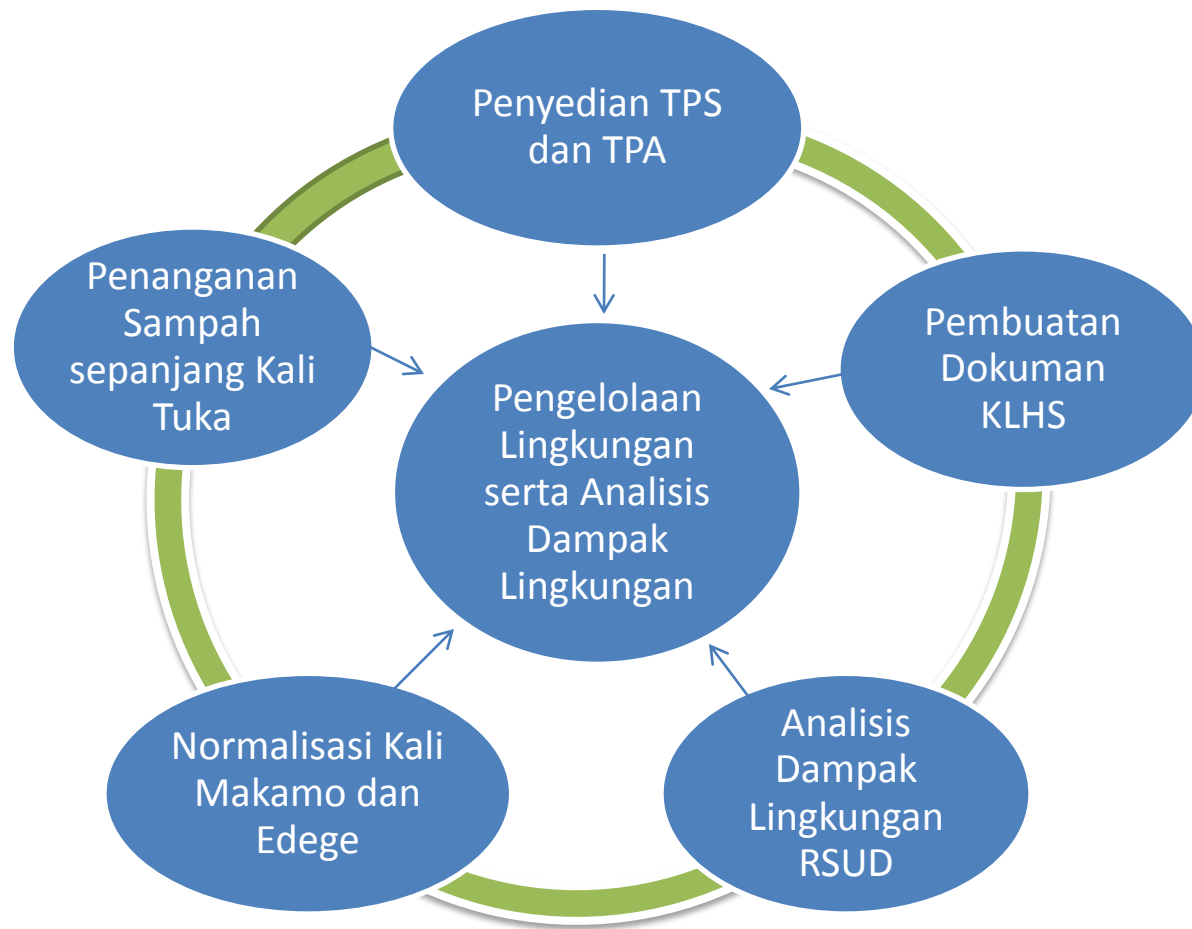 Penyedian TPS
dan TPA
Pembuatan
Dokuman
KLHS
Analisis
Dampak
Lingkungan
RSUD
Normalisasi Kali
Makamo dan
Edege
Penanganan
Sampah
sepanjang Kali
Tuka
Pengelolaan
Lingkungan
serta Analisis
Dampak
Lingkungan